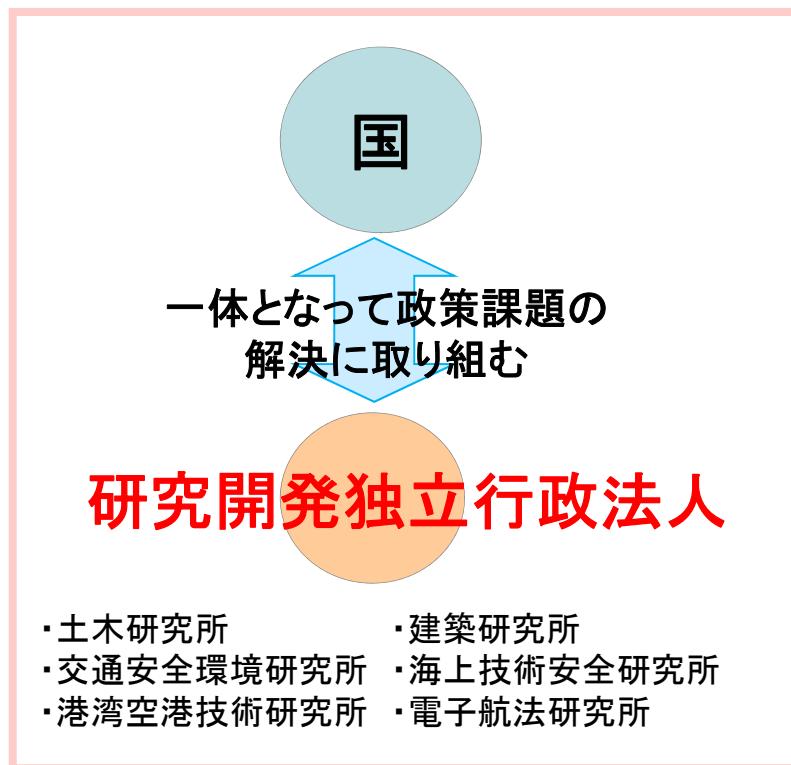 国
一体となって政策課題の
解決に取り組む
研究開発独立行政法人
・土木研究所 ・建築研究所
・交通安全環境研究所 ・海上技術安全研究所
・港湾空港技術研究所 ・電子航法研究所